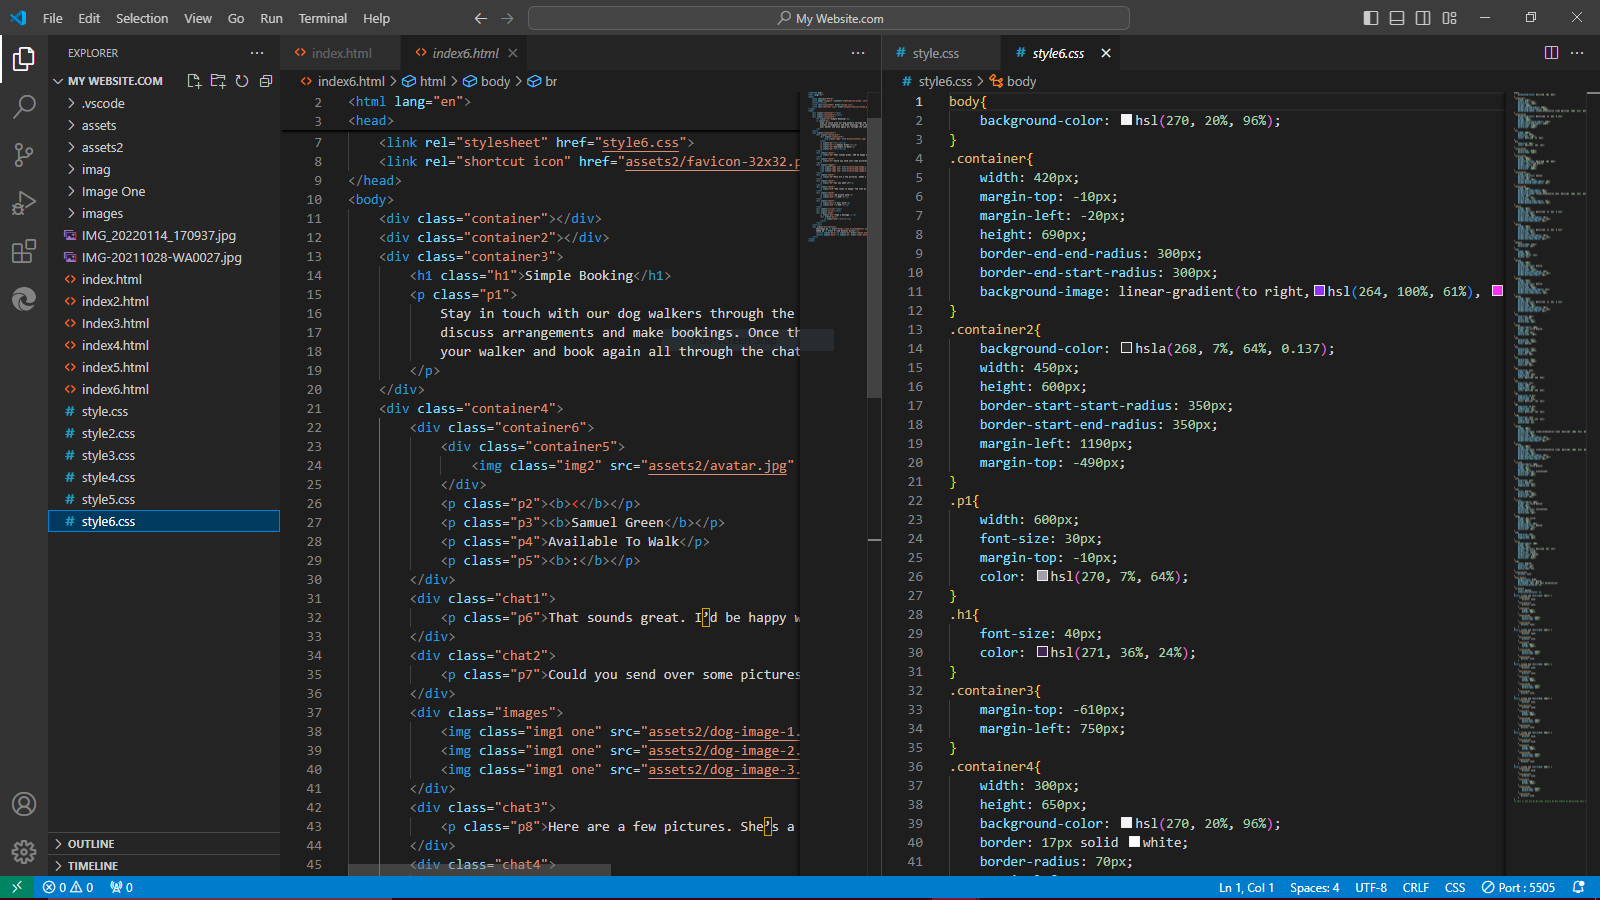 File Edit Selection View Go Run Terminal Help
My Website.com
EXPLORER
MY WEBSITE.COM
.vscode
assets
assets2
imag
Image One
images
IMG_20220114_170937.jpg
IMG-20211028-WA0027.jpg
index.html
index2.html
Index3.html
index4.html
index5.html
index6.html
style.css
style2.css
style3.css
style4.css
style5.css
style6.css
OUTLINE
TIMELINE
index.html index6.html
index6.html > html > body > br
2 <html lang="en">
3 <head>
7 <link rel="stylesheet" href="style6.css">
8 <link rel="shortcut icon" href="assets2/favicon-32x32.p
9 </head>
10 <body>
11 <div class="container"></div>
12 <div class="container2"></div>
13 <div class="container3">
14 <h1 class="h1">Simple Booking</h1>
15 <p class="p1">
16 Stay in touch with our dog walkers through the
17 discuss arrangements and make bookings. Once th
18 your walker and book again all through the chat
19 </p>
20 </div>
21 <div class="container4">
22 <div class="container6">
23 <div class="container5">
24 <img class="img2" src="assets2/avatar.jpg"
25 </div>
26 <p class="p2"><b><</b></p>
27 <p class="p3"><b>Samuel Green</b></p>
28 <p class="p4">Available To Walk</p>
29 <p class="p5"><b>:</b></p>
30 </div>
31 <div class="chat1">
32 <p class="p6">That sounds great. I’d be happy w
33 </div>
34 <div class="chat2">
35 <p class="p7">Could you send over some pictures
36 </div>
37 <div class="images">
38 <img class="img1 one" src="assets2/dog-image-1.
39 <img class="img1 one" src="assets2/dog-image-2.
40 <img class="img1 one" src="assets2/dog-image-3.
41 </div>
42 <div class="chat3">
43 <p class="p8">Here are a few pictures. She’s a
44 </div>
45 <div class="chat4">
style.css style6.css
style6.css > body
1 body{
2 background-color: hsl(270, 20%, 96%);
3 }
4 .container{
5 width: 420px;
6 margin-top: -10px;
7 margin-left: -20px;
8 height: 690px;
9 border-end-end-radius: 300px;
10 border-end-start-radius: 300px;
11 background-image: linear-gradient(to right, hsl(264, 100%, 61%),
12 }
13 .container2{
14 background-color: hsla(268, 7%, 64%, 0.137);
15 width: 450px;
16 height: 600px;
17 border-start-start-radius: 350px;
18 border-start-end-radius: 350px;
19 margin-left: 1190px;
20 margin-top: -490px;
21 }
22 .p1{
23 width: 600px;
24 font-size: 30px;
25 margin-top: -10px;
26 color: hsl(270, 7%, 64%);
27 }
28 .h1{
29 font-size: 40px;
30 color: hsl(271, 36%, 24%);
31 }
32 .container3{
33 margin-top: -610px;
34 margin-left: 750px;
35 }
36 .container4{
37 width: 300px;
38 height: 650px;
39 background-color: hsl(270, 20%, 96%);
40 border: 17px solid white;
41 border-radius: 70px;
0 0 0
Ln 1, Col 1 Spaces: 4 UTF-8 CRLF CSS Port : 5505